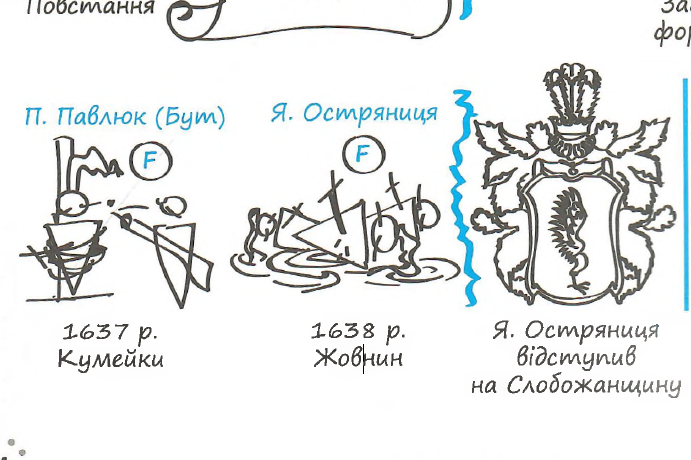 Повстання
П. Павлюк (Бут)
Я. Остряниця
F
F
1637 р.
Кумейки
1638 р.
Жовнин
Я. Остряниця
відступив
на Слобожанщину